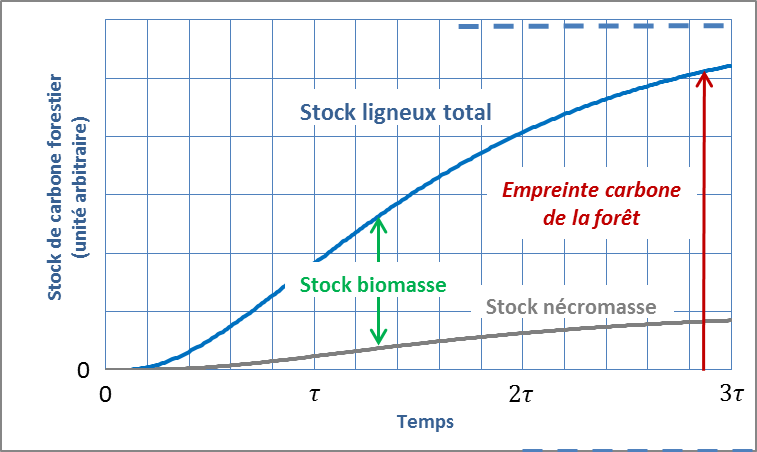 Stock de carbone forestier
(unité arbitraire)
Stock ligneux total
Empreinte carbone
de la forêt
Stock biomasse
Stock nécromasse
0
0
τ
2τ
3τ
Temps